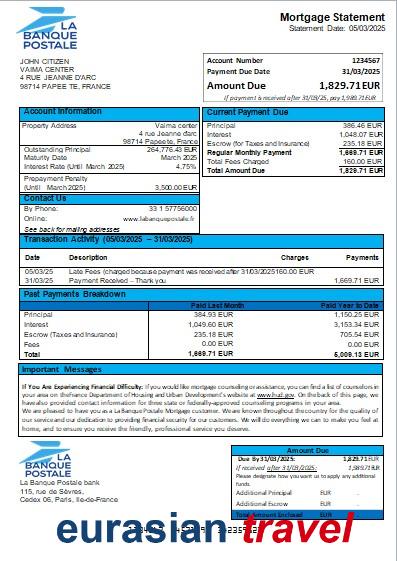 LA
BANQUE
POSTALE
Mortgage Statement
Statement Date: 05/03/2025
JOHN CITIZEN
VAIMA CENTER
4 RUE JEANNE D'ARC
98714 PAPEE TE, FRANCE
Account Number 1234567
Payment Due Date 31/03/2025
Amount Due 1,829.71 EUR
If payment is received after 31/03/25, pay 1,989.71EUR.
Account Information
Property Address Vaima center
4 rue Jeanne d'arc
98714 Papeete, Franc
Outstanding Principal 264,776.43 EUR
Maturity Date March 2025
Interest Rate (Until March 2025) 4.75%
Prepayment Penalty
(Until March 2025) 3,500.00 EUR
Contact Us
By Phone: 33 1 57756000
Online: www.labanquepostale.fr
See back for mailing addresses
Current Payment Due
Principal 386.46 EUR
Interest 1,048.07 EUR
Escrow (for Taxes and Insurance) 235.18 EUR
Regular Monthly Payment 1,669.71 EUR
Total Fees Charged 160.00 EUR
Total Amount Due 1,829.71 EUR
Transaction Activity (05/03/2025 – 31/03/2025)
Date Description Charges Payments
05/03/25 Late Fees (charged because payment was received after 31/03/2025160.00 EUR
31/03/25 Payment Received – Thank you 1,669.71 EUR
Past Payments Breakdown
Paid Last Month Paid Year to Date
Principal 384.93 EUR 1,150.25 EUR
Interest 1,049.60 EUR 3,153.34 EUR
Escrow (Taxes and Insurance) 235.18 EUR 705.54 EUR
Fees 0.00 EUR 0.00 EUR
Total 1,669.71 EUR 5,009.13 EUR
Important Messages
If You Are Experiencing Financial Difficulty: If you would like mortgage counseling or assistance, you can find a list of counselors in
your area on theFrance Department of Housing and Urban Development's website at www.hud.gov. On the back of this page, we
havealso provided contact information for three state or federally-approved counseling programs in your area.
We are pleased to have you as a La Banque Postale Mortgage customer. We are known throughout the country for the quality of
our service and our dedication to providing financial security for our customers. We will do everything we can to make you feel at
home, and to ensure you receive the friendly, professional service you deserve.
LA
BANQUE
POSTALE
La Banque Postale bank
115, rue de Sèvres,
Cedex 06, Paris, Ile-de-France
Amount Due
Due By 31/03/2025: 1,829.71 EUR
If received after 31/03/2025: 1,989.71EUR
Please designate how you want us to apply any additional
funds.
Additional Principal EUR .
Additional Escrow EUR .
Total Amount Enclosed EUR .
eurasian travel